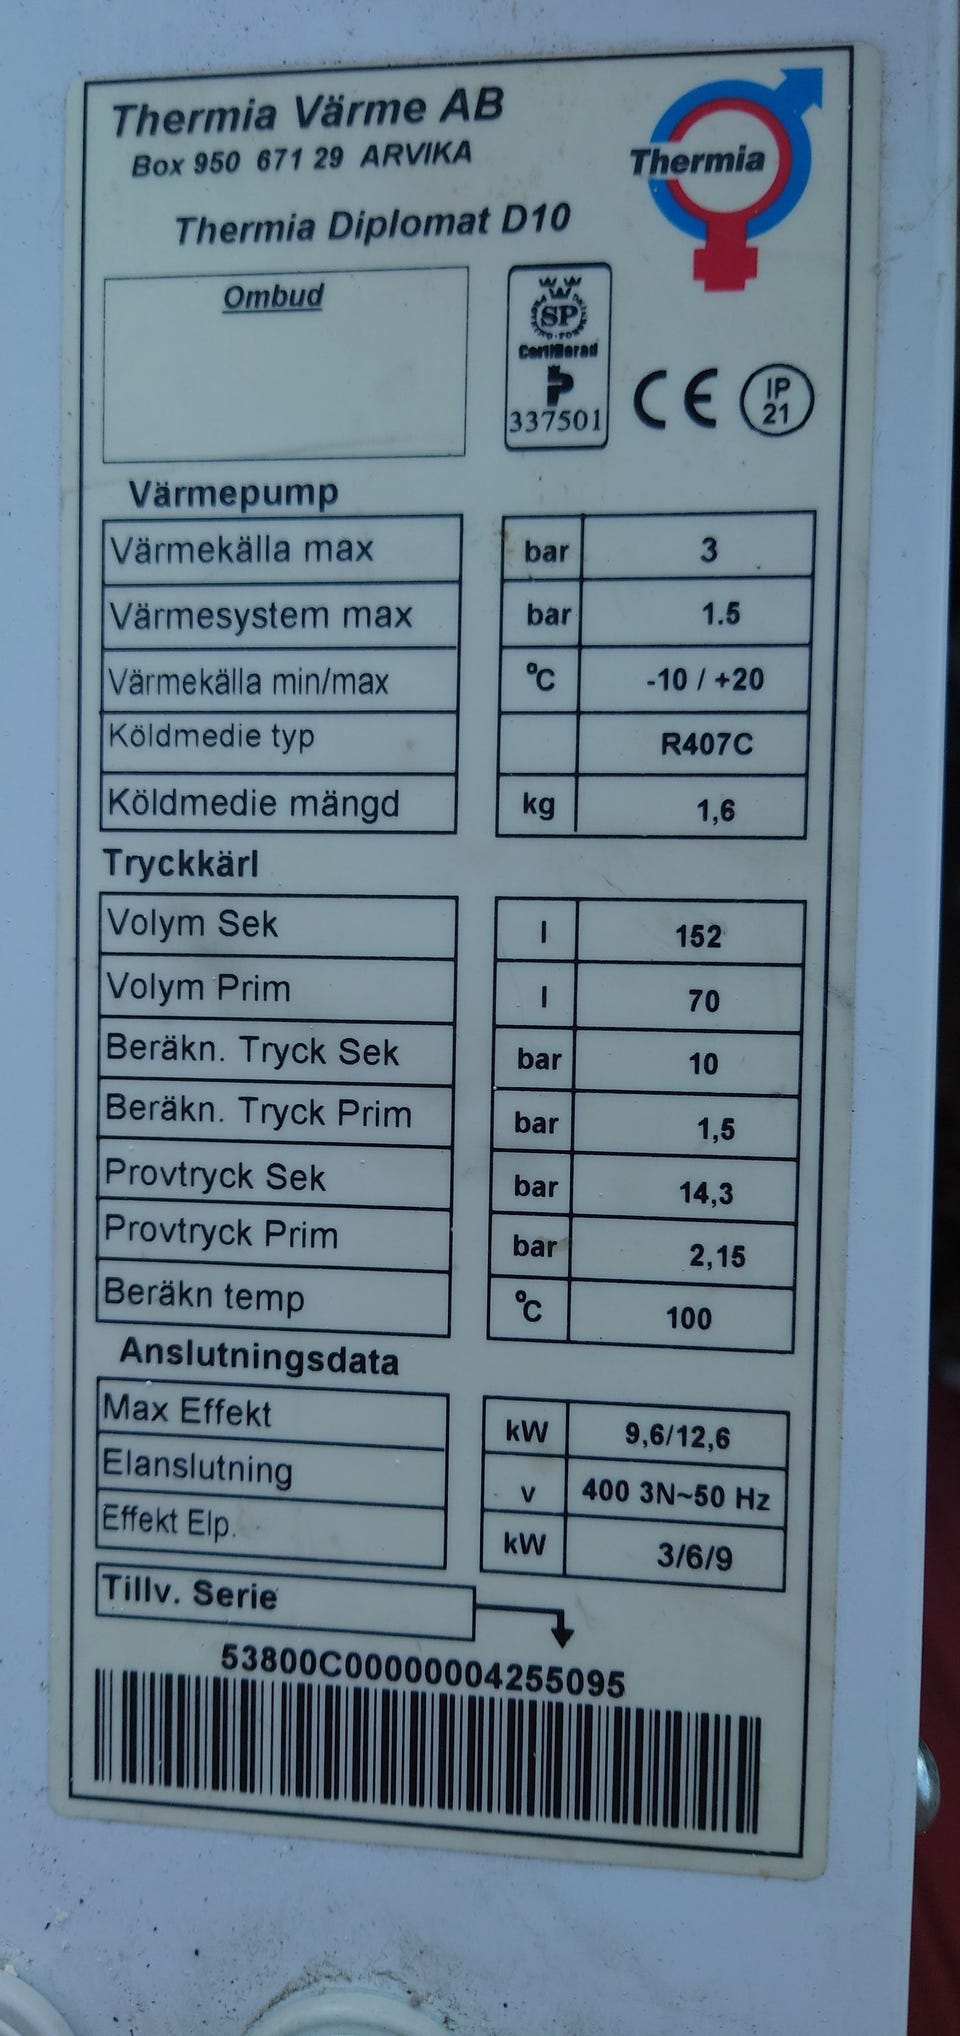 Thermia Värme AB
Box 950 671 29 ARVIKA
Thermia
Thermia Diplomat D10
Ombud
SP
Certifierad
P
337501
CE
IP
21
Värmepump
Värmekälla max bar 3
Värmesystem max bar 1.5
Värmekälla min/max °C -10 / +20
Köldmedie typ R407C
Köldmedie mängd kg 1,6
Tryckkärl
Volym Sek l 152
Volym Prim l 70
Beräkn. Tryck Sek bar 10
Beräkn. Tryck Prim bar 1,5
Provtryck Sek bar 14,3
Provtryck Prim bar 2,15
Beräkn temp °C 100
Anslutningsdata
Max Effekt kW 9,6/12,6
Elanslutning v 400 3N~50 Hz
Effekt Elp. kW 3/6/9
Tillv. Serie
53800C00000004255095